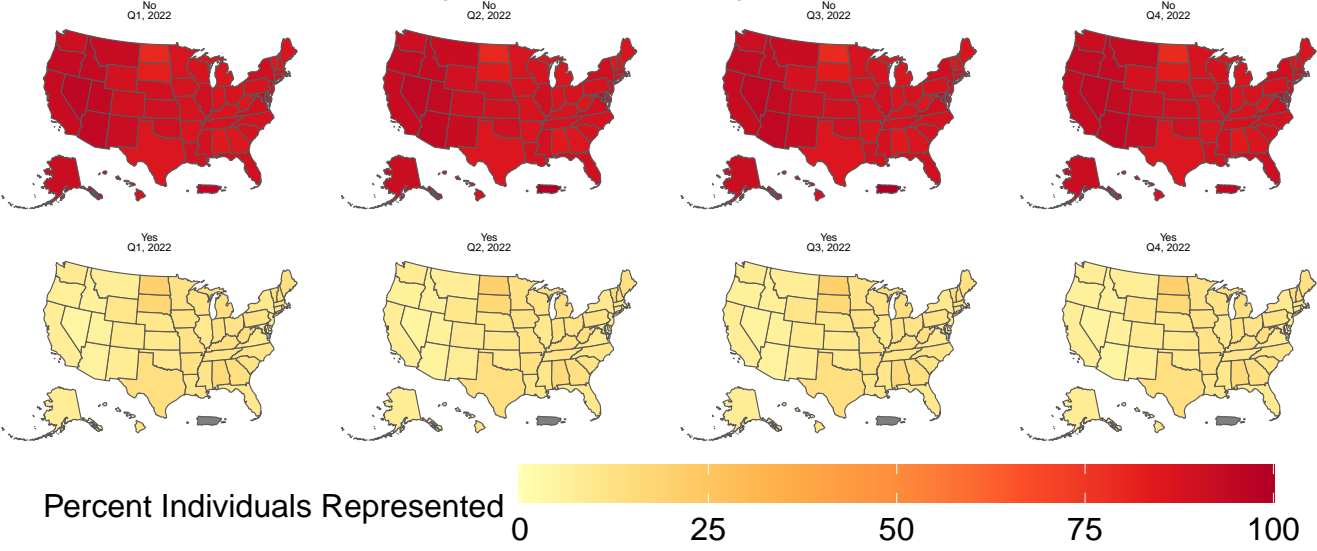 No
Q1, 2022
No
Q2, 2022
No
Q3, 2022
No
Q4, 2022
Yes
Q1, 2022
Yes
Q2, 2022
Yes
Q3, 2022
Yes
Q4, 2022
Percent Individuals Represented
0 25 50 75 100